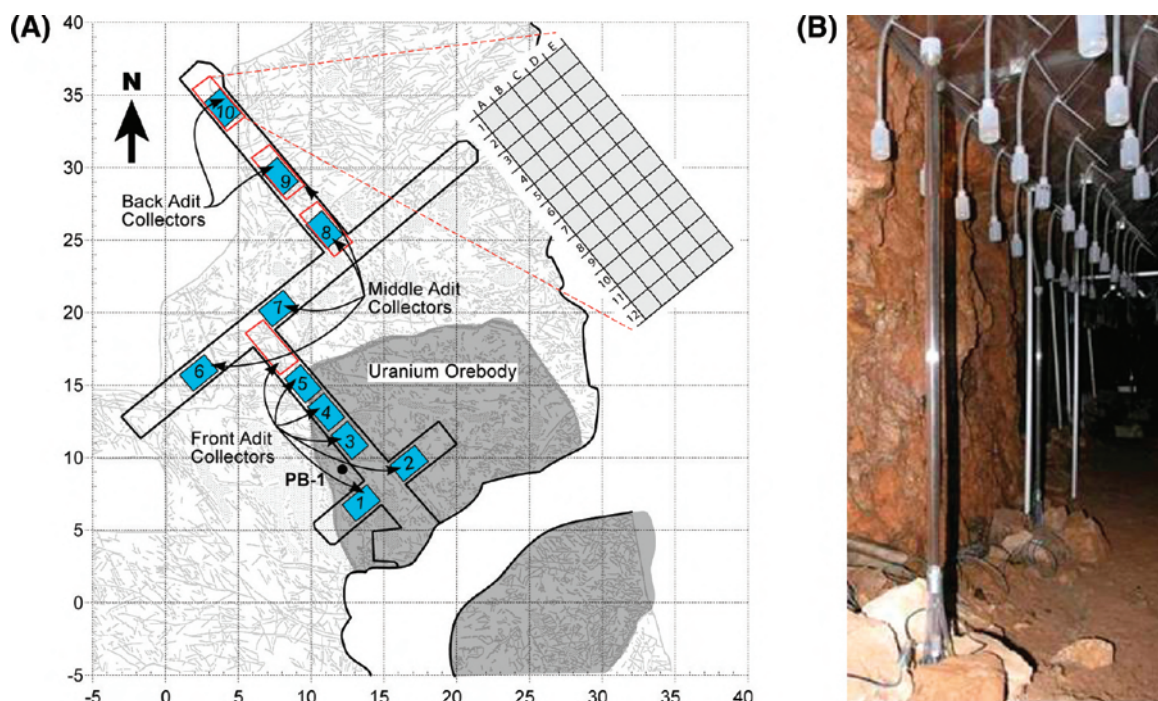 (A)
40
35
30
25
20
15
10
5
0
-5
-5
0
5
10
15
20
25
30
35
40
N
10
9
8
7
6
5
4
3
2
1
Back Adit
Collectors
Middle Adit
Collectors
Uranium Orebody
Front Adit
Collectors
PB-1
A
B
C
D
E
1
2
3
4
5
6
7
8
9
10
11
12
(B)